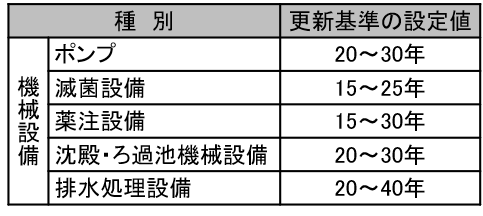 種 別 更新基準の設定値
機械設備
ポンプ 20～30年
滅菌設備 15～25年
薬注設備 15～30年
沈殿・ろ過池機械設備 20～30年
排水処理設備 20～40年